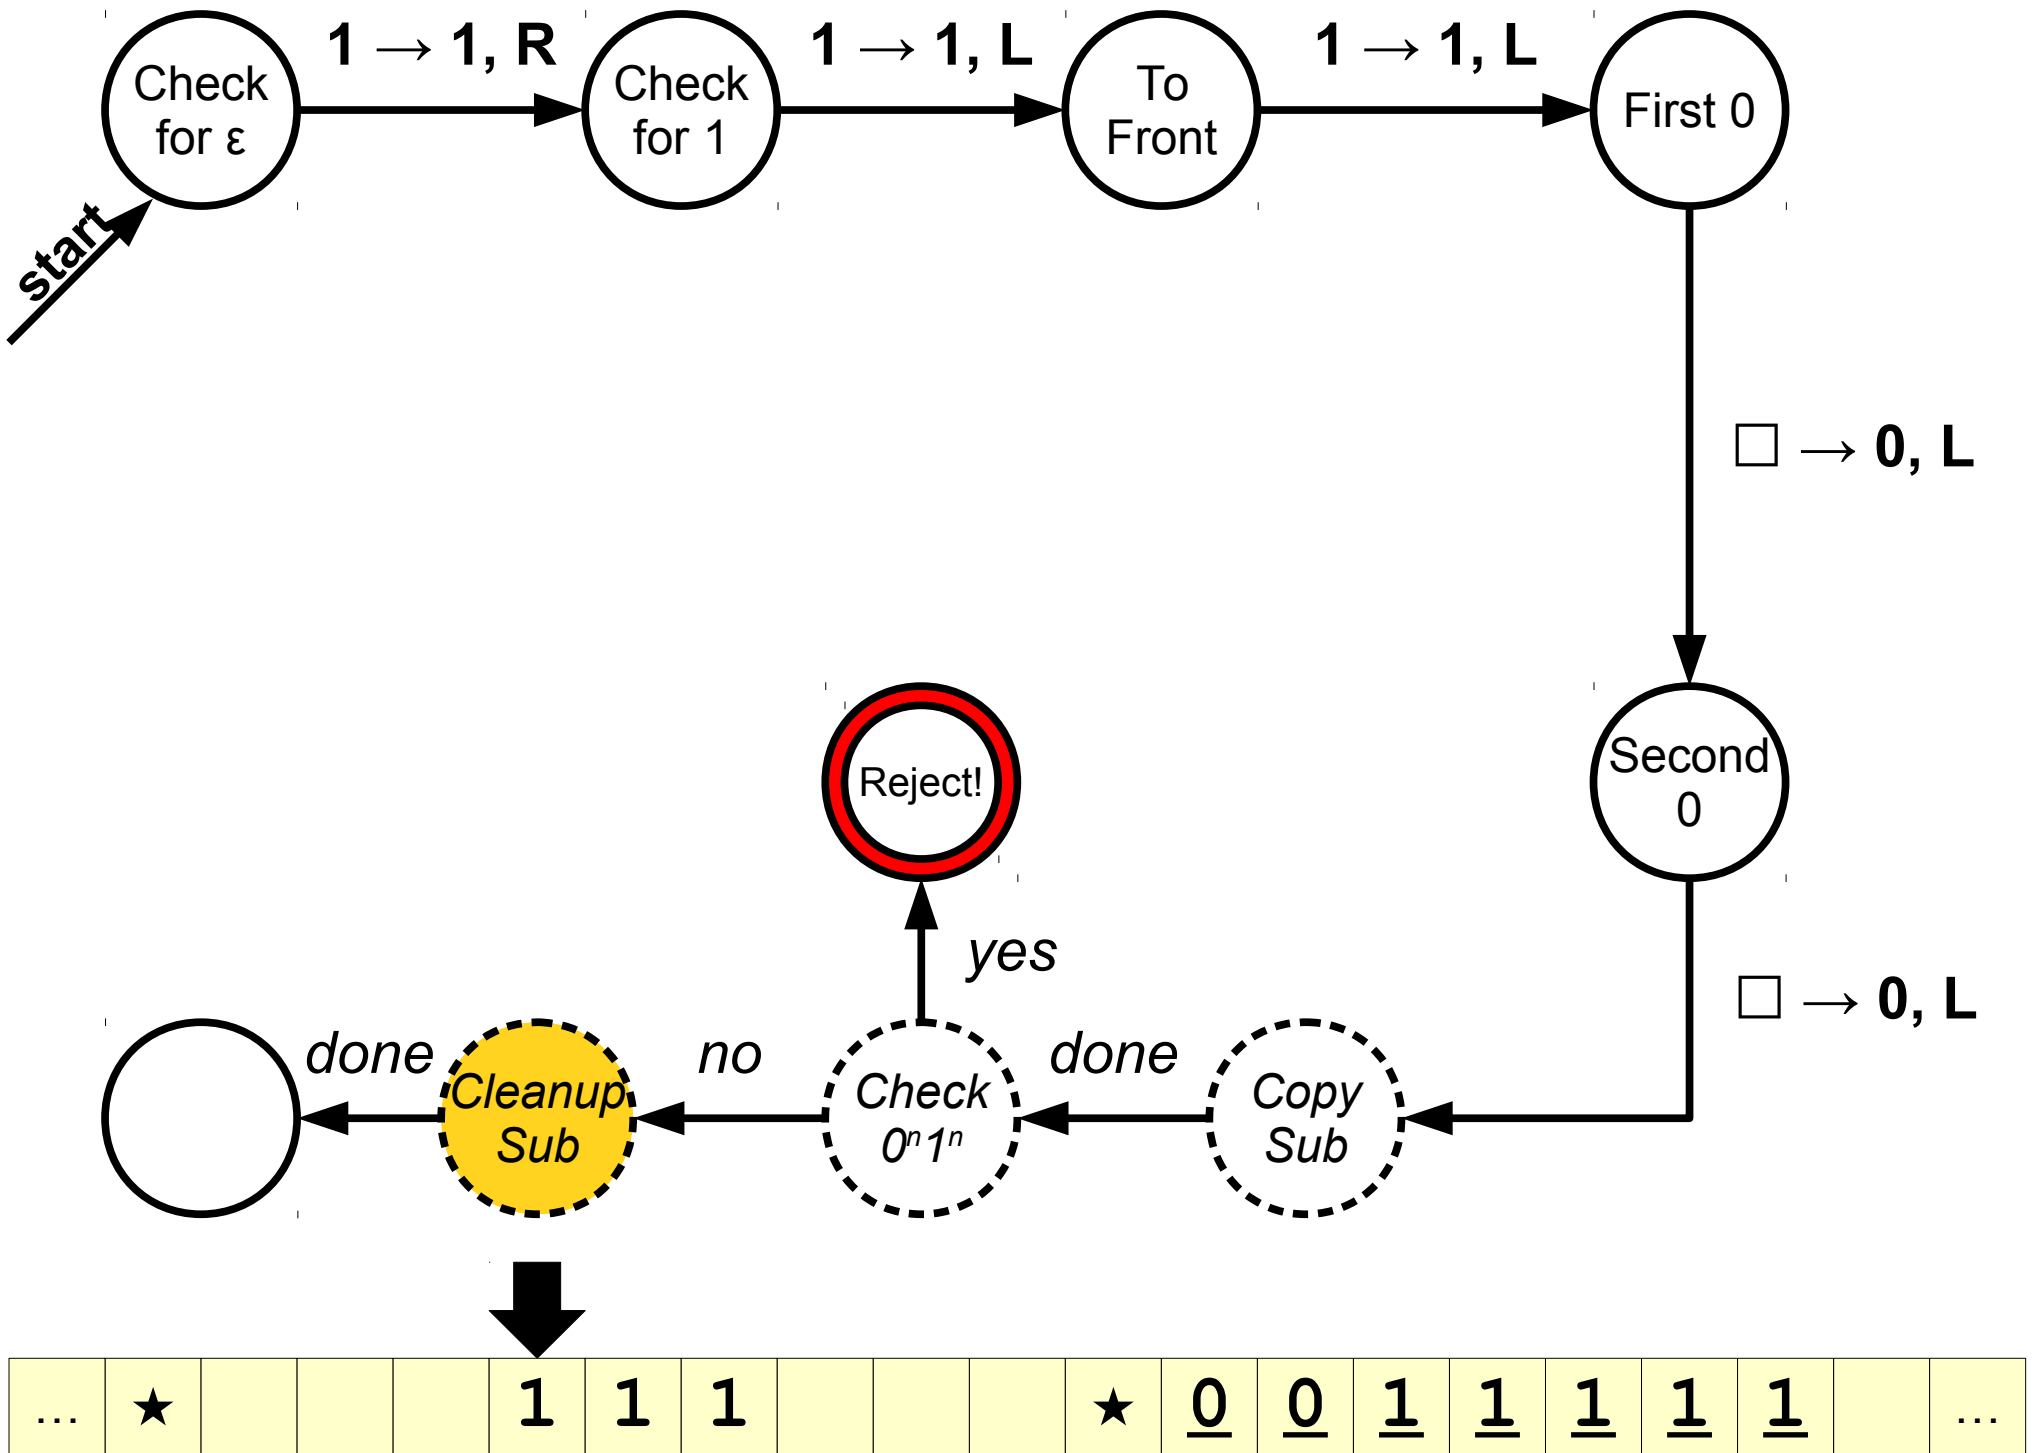 1 → 1, R
1 → 1, L
1 → 1, L
Check
for ε
Check
for 1
To
Front
First 0
start
□ → 0, L
Reject!
Second
0
yes
□ → 0, L
done
no
done
Cleanup
Sub
Check
0ⁿ1ⁿ
Copy
Sub
… ★ 1 1 1 ★ 0 0 1 1 1 1 1 …